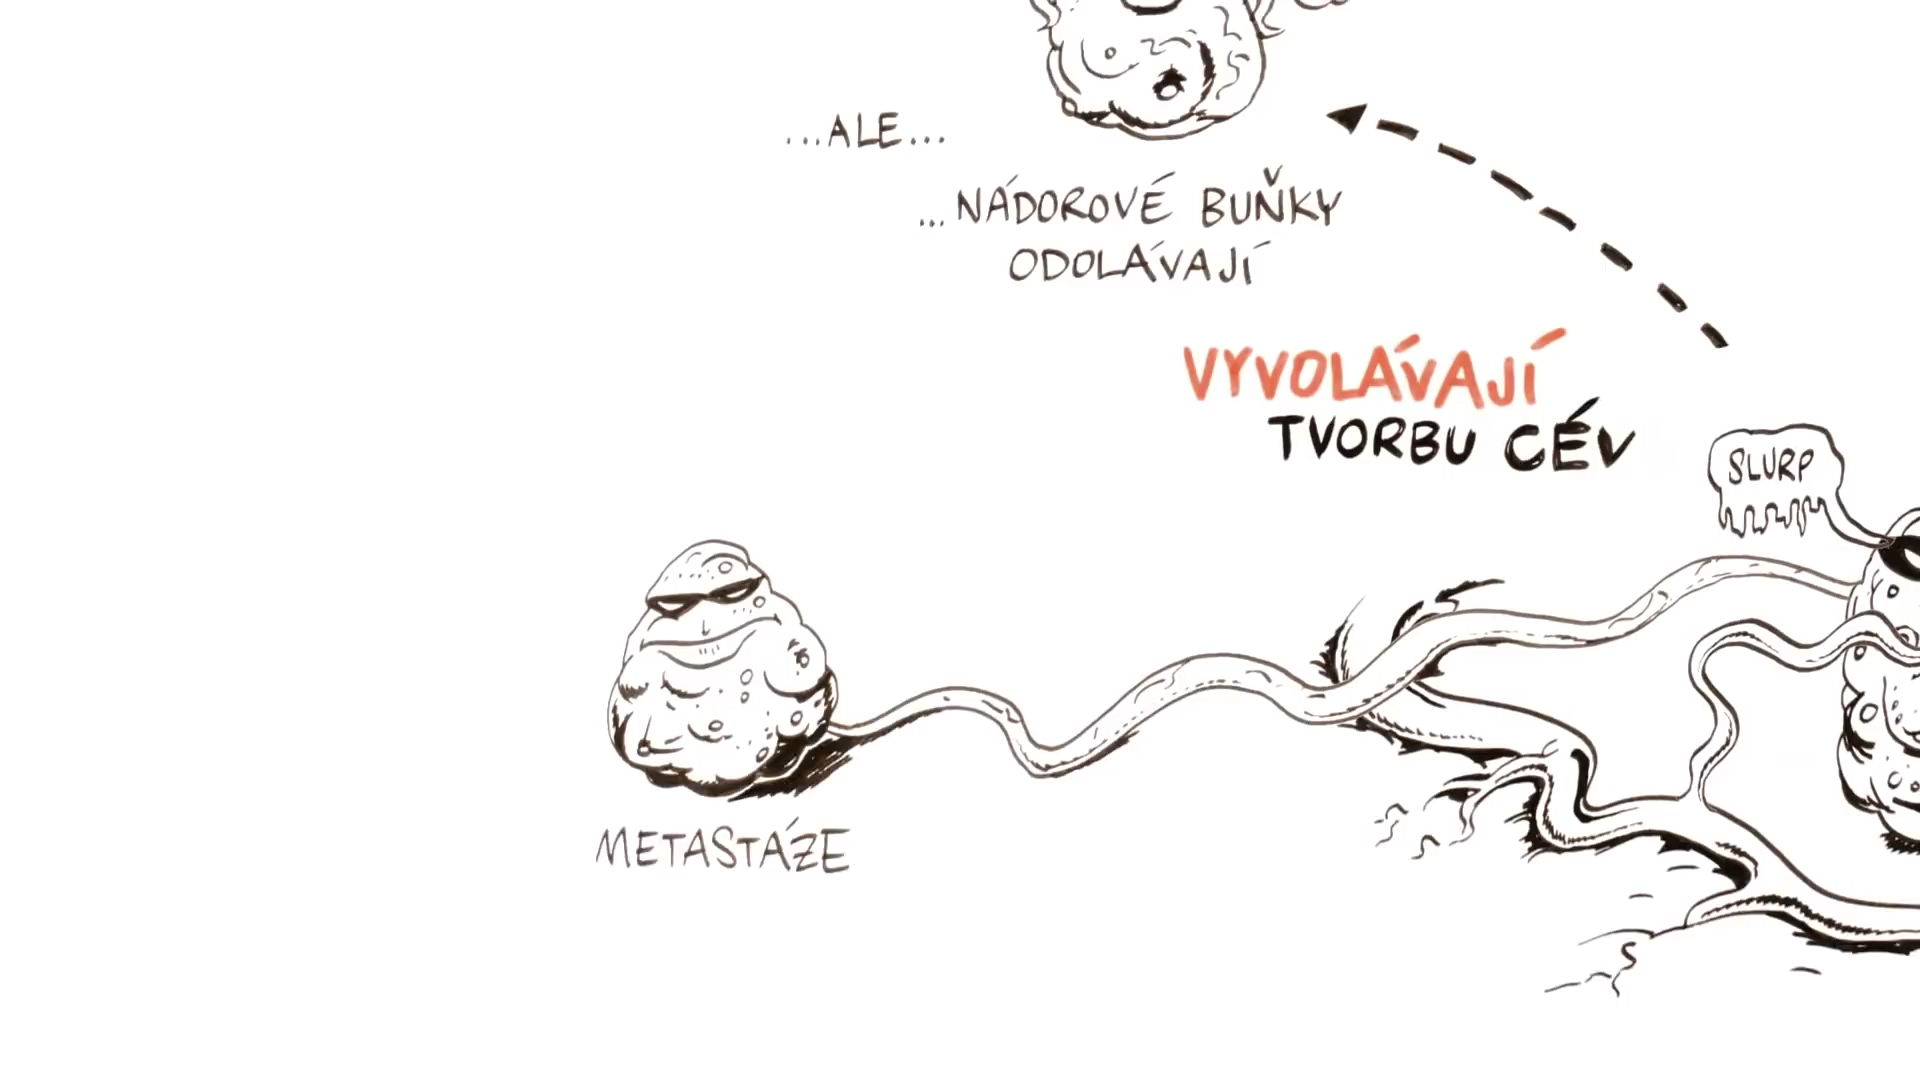 ...ALE...
...NÁDOROVÉ BUŇKY
ODOLÁVAJÍ
VYVOLÁVAJÍ
TVORBU CÉV
SLURP
METASTÁZE